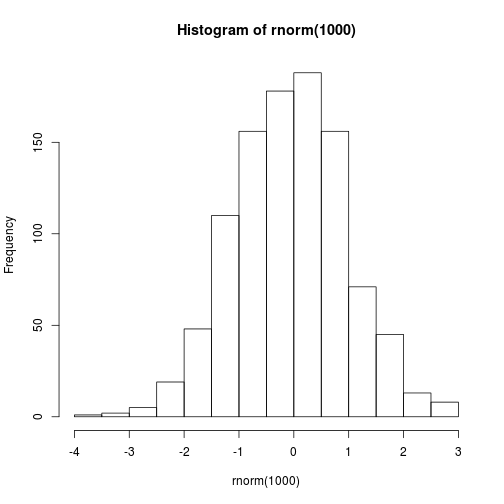 Histogram of rnorm(1000)
Frequency
150
100
50
0
-4 -3 -2 -1 0 1 2 3
rnorm(1000)